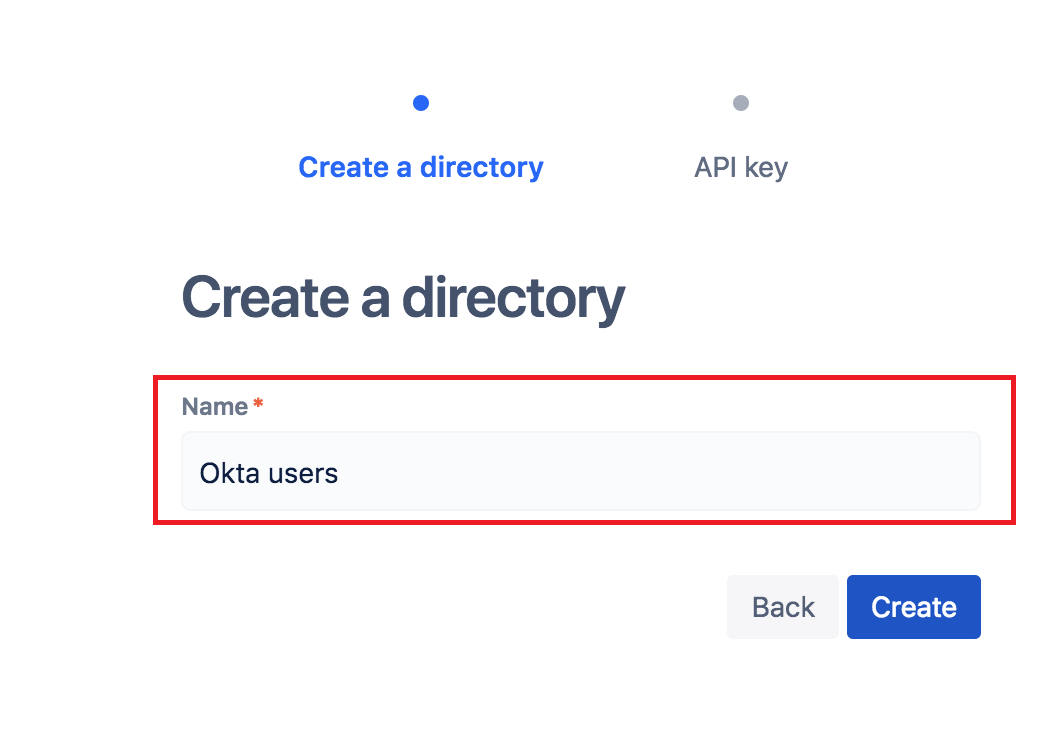 Create a directory
API key
Create a directory
Name *
Okta users
Back
Create